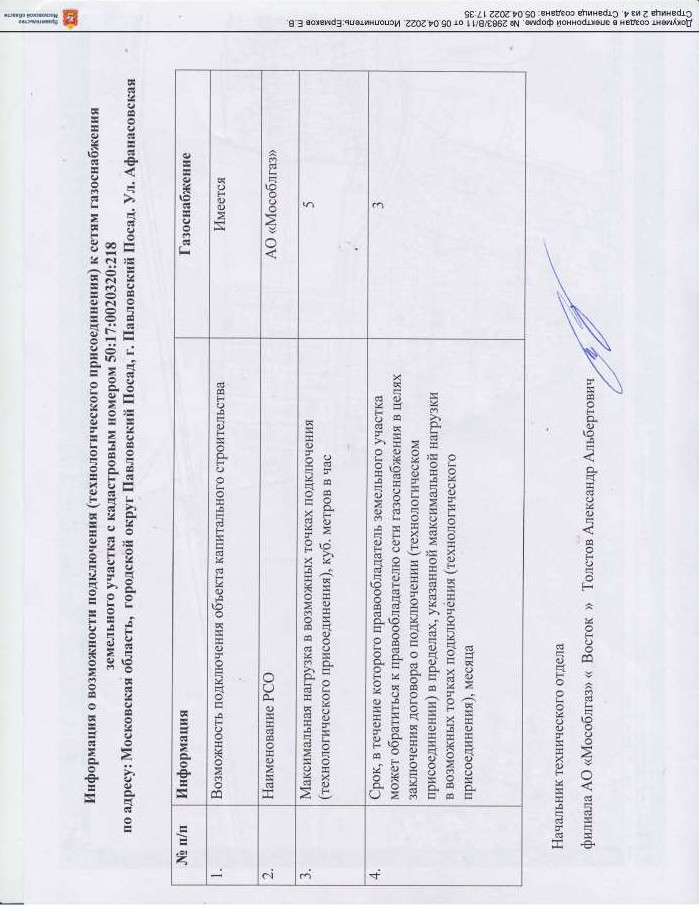 Документ создан в электронной форме. № 2983/В/11 от 05.04.2022. Исполнитель:Ермаков Е.В.
Страница 2 из 4. Страница создана: 05.04.2022 17:35
Правительство
Московской области
Информация о возможности подключения (технологического присоединения) к сетям газоснабжения
земельного участка с кадастровым номером 50:17:0020320:218
по адресу: Московская область, городской округ Павловский Посад, г. Павловский Посад. Ул. Афанасовская
№ п/п Информация Газоснабжение
1. Возможность подключения объекта капитального строительства Имеется
2. Наименование РСО АО «Мособлгаз»
3. Максимальная нагрузка в возможных точках подключения 5
(технологического присоединения), куб. метров в час
4. Срок, в течение которого правообладатель земельного участка 3
может обратиться к правообладателю сети газоснабжения в целях
заключения договора о подключении (технологическом
присоединении) в пределах, указанной максимальной нагрузки
в возможных точках подключения (технологического
присоединения), месяца
Начальник технического отдела
филиала АО «Мособлгаз» « Восток » Толстов Александр Альбертович